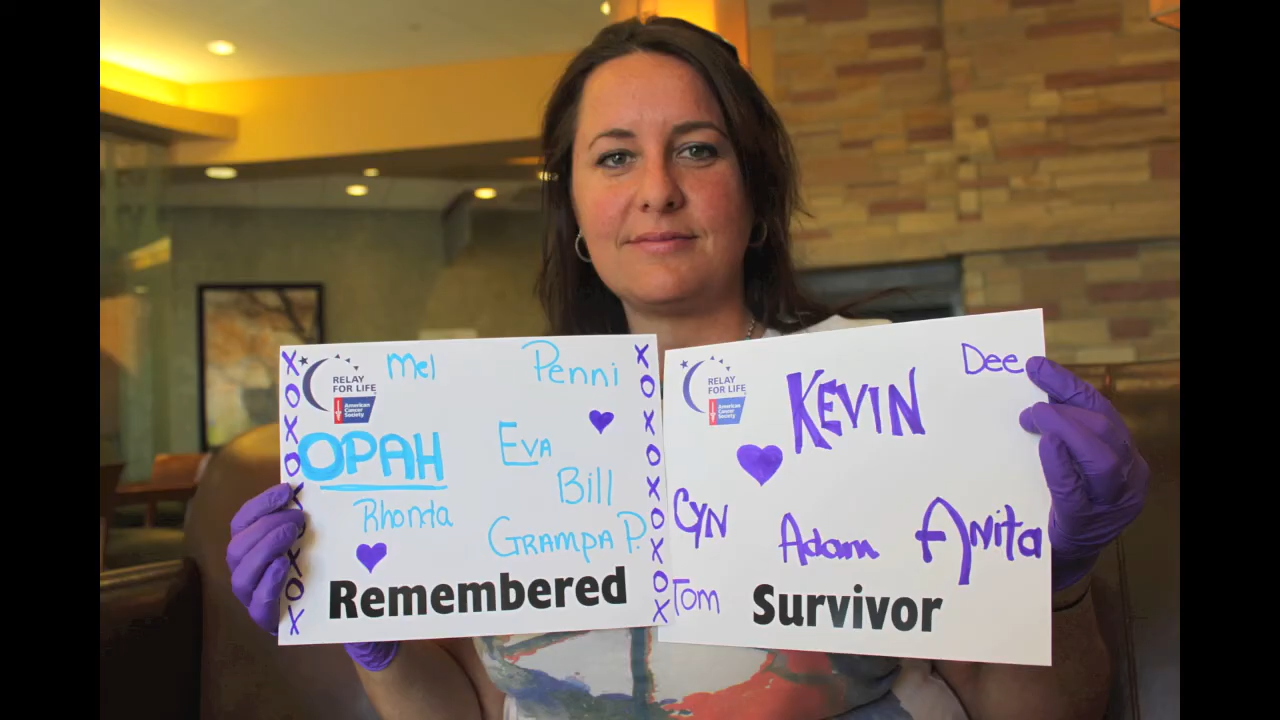 RELAY
FOR LIFE
American
Cancer
Society
Mel
Penni
OPAH
Eva
Bill
Rhonda
Grampa P.
Remembered
X
O
X
O
X
O
X
O
X
X
O
X
O
X
O
X
O
X
RELAY
FOR LIFE
American
Cancer
Society
KEVIN
Dee
Cyn
Adam
Anita
Tom
Survivor